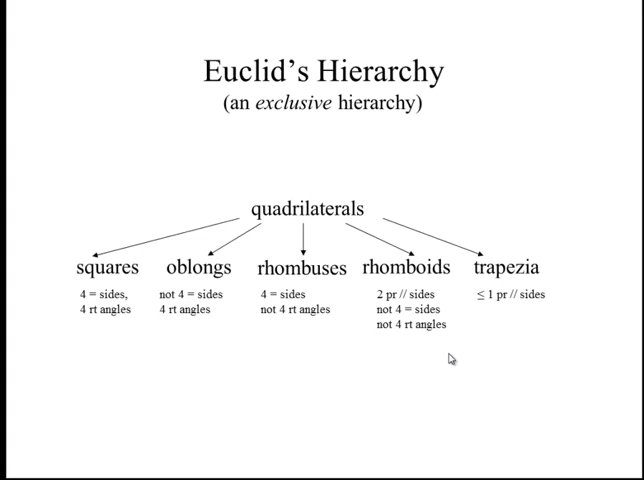 Euclid's Hierarchy
(an exclusive hierarchy)
quadrilaterals
squares oblongs rhombuses rhomboids trapezia
4 = sides, not 4 = sides 4 = sides 2 pr // sides ≤ 1 pr // sides
4 rt angles 4 rt angles not 4 rt angles not 4 = sides
not 4 rt angles